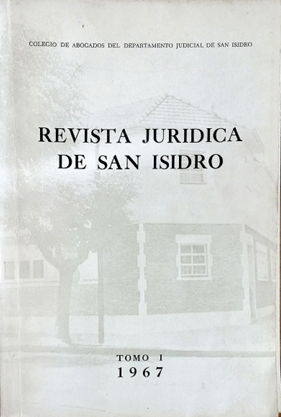 COLEGIO DE ABOGADOS DEL DEPARTAMENTO JUDICIAL DE SAN ISIDRO
REVISTA JURIDICA
DE SAN ISIDRO
TOMO I
1967